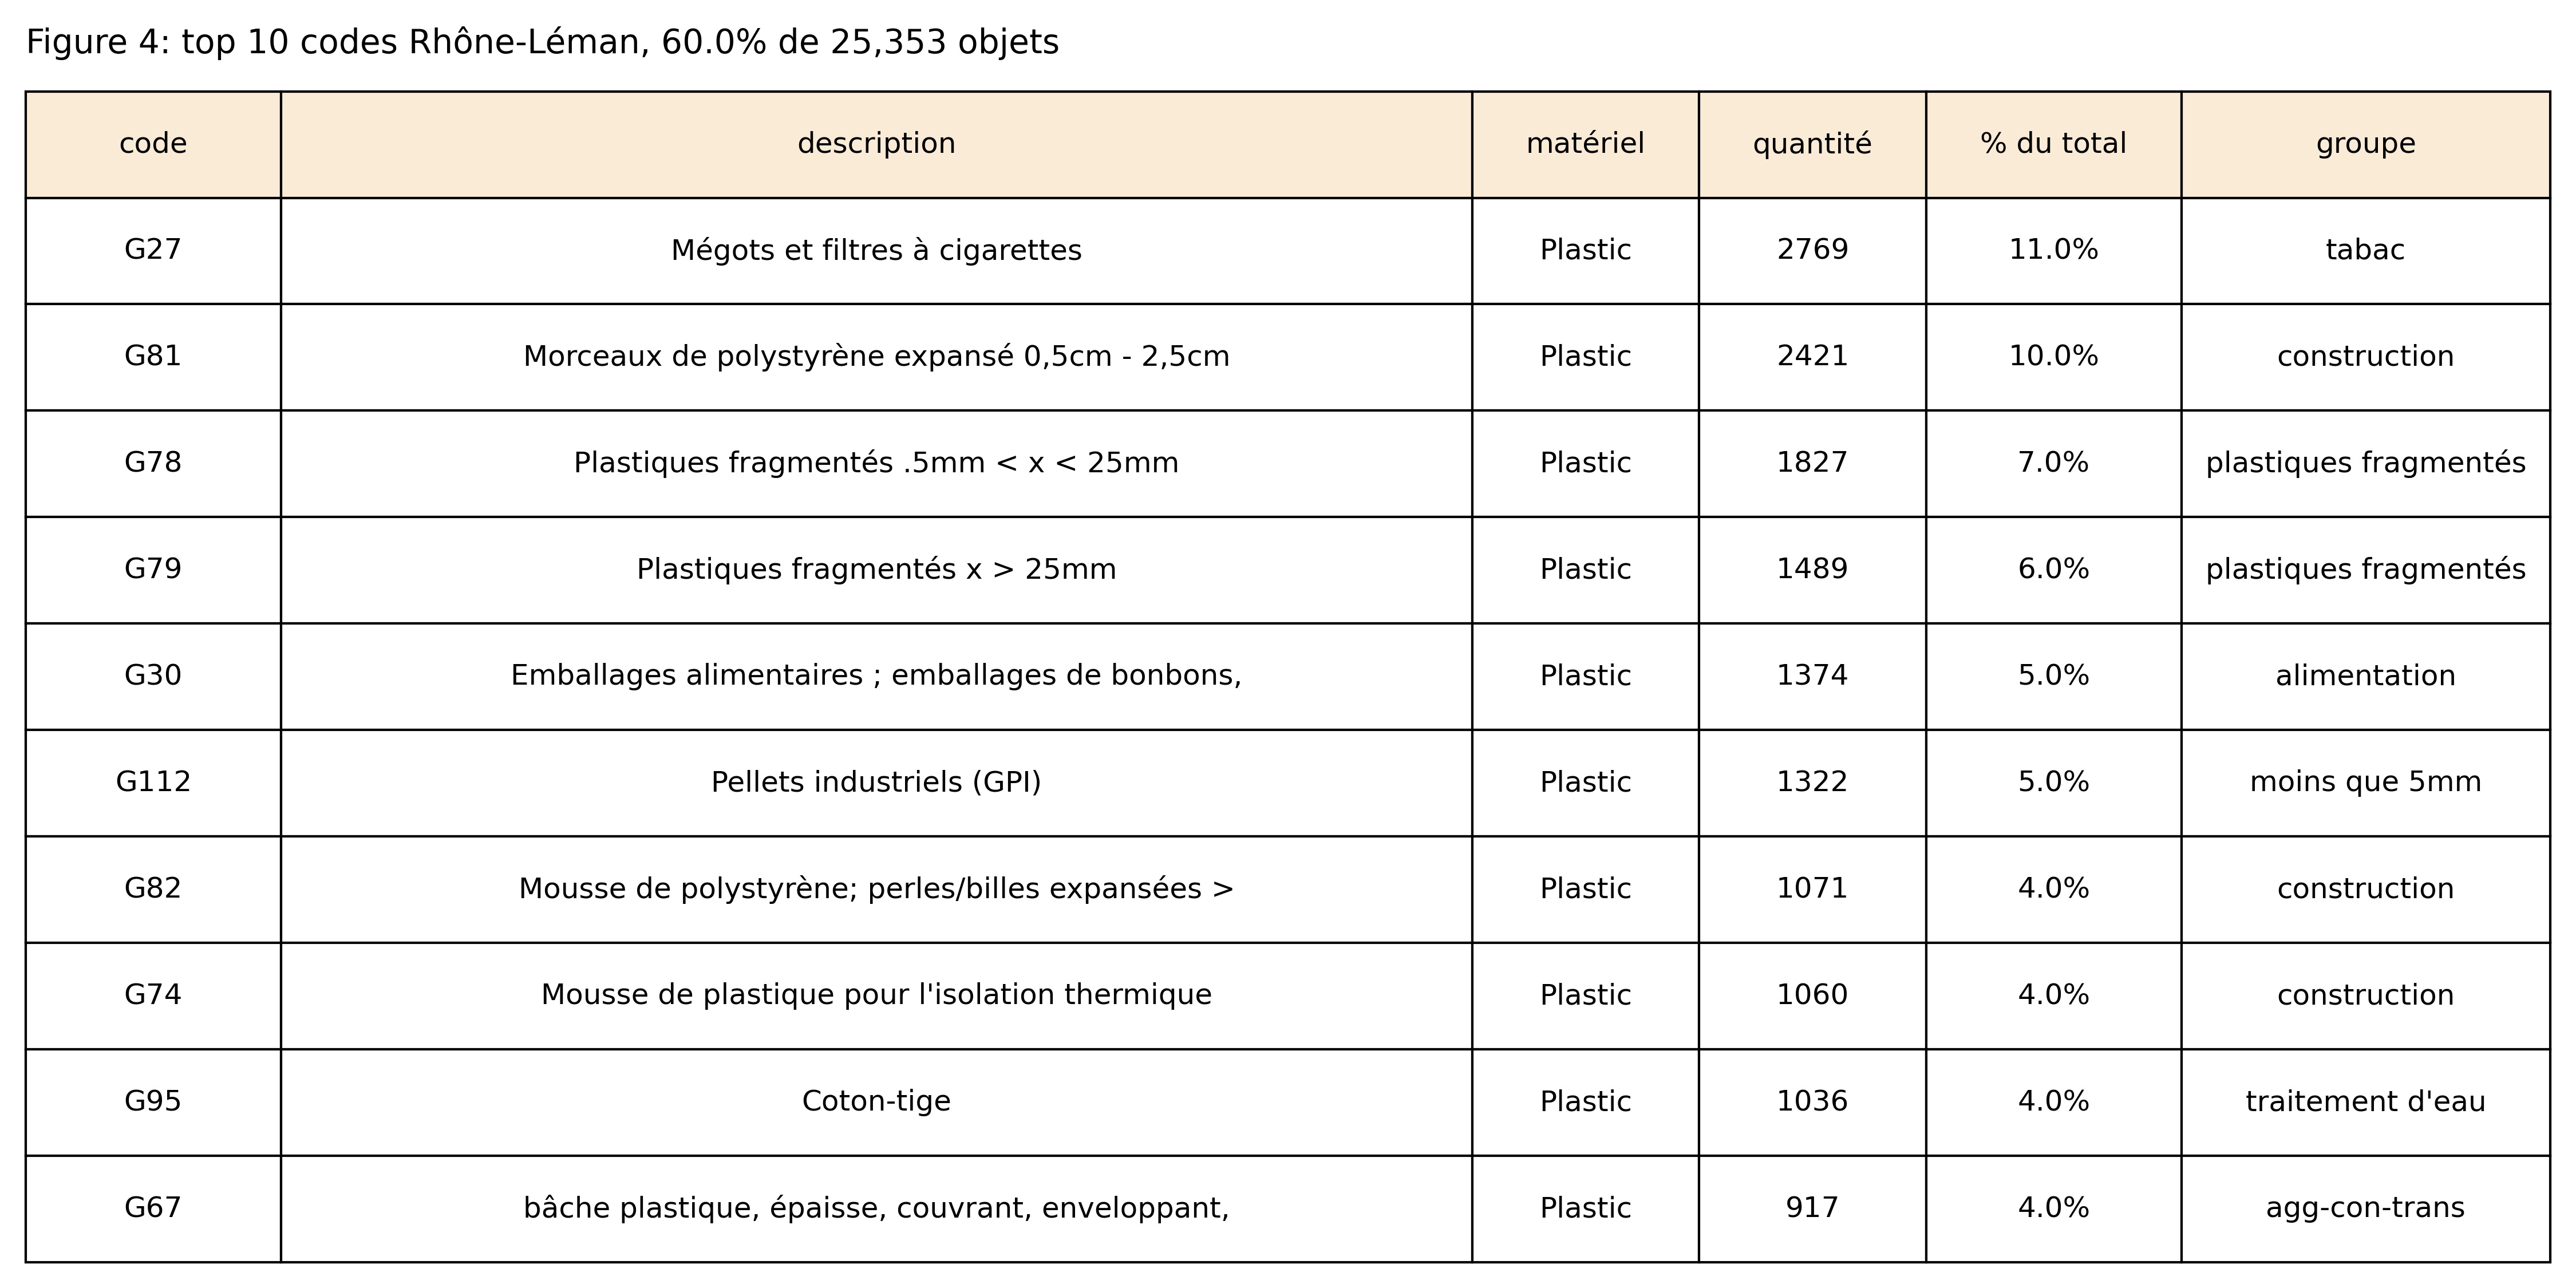 Figure 4: top 10 codes Rhône-Léman, 60.0% de 25,353 objets
code description matériel quantité % du total groupe
G27 Mégots et filtres à cigarettes Plastic 2769 11.0% tabac
G81 Morceaux de polystyrène expansé 0,5cm - 2,5cm Plastic 2421 10.0% construction
G78 Plastiques fragmentés .5mm < x < 25mm Plastic 1827 7.0% plastiques fragmentés
G79 Plastiques fragmentés x > 25mm Plastic 1489 6.0% plastiques fragmentés
G30 Emballages alimentaires ; emballages de bonbons, Plastic 1374 5.0% alimentation
G112 Pellets industriels (GPI) Plastic 1322 5.0% moins que 5mm
G82 Mousse de polystyrène; perles/billes expansées > Plastic 1071 4.0% construction
G74 Mousse de plastique pour l'isolation thermique Plastic 1060 4.0% construction
G95 Coton-tige Plastic 1036 4.0% traitement d'eau
G67 bâche plastique, épaisse, couvrant, enveloppant, Plastic 917 4.0% agg-con-trans